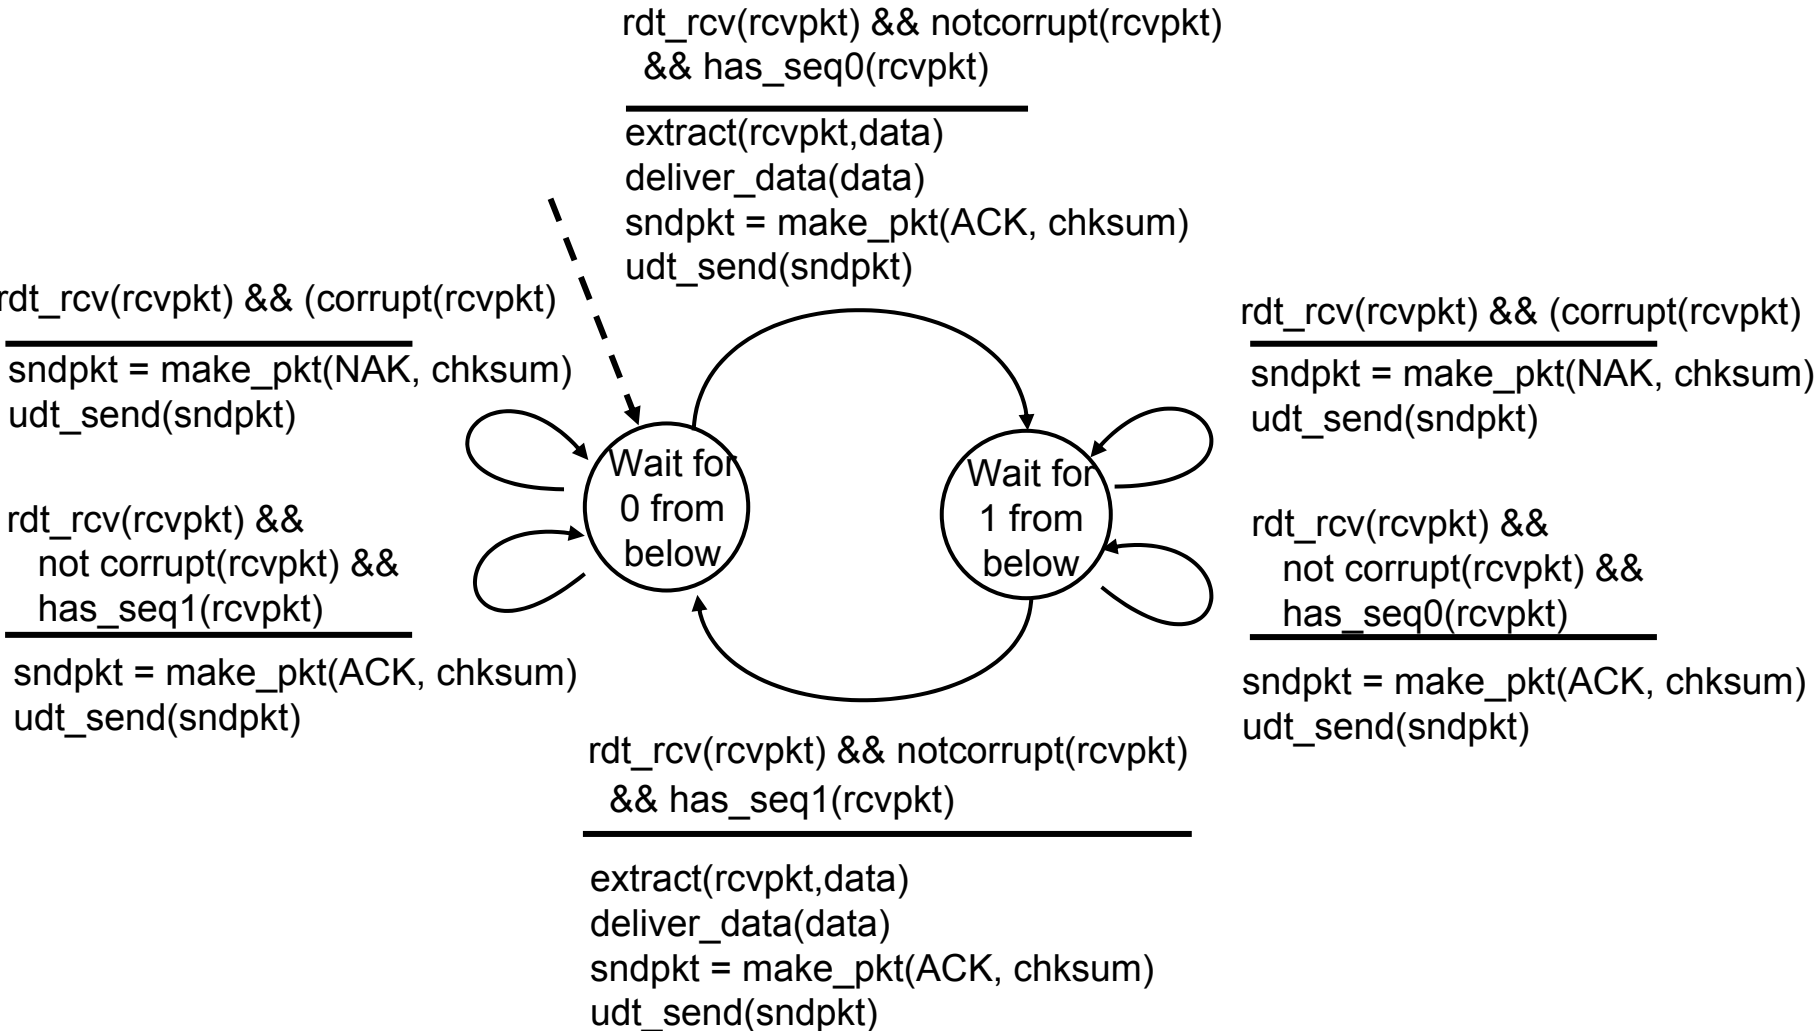 rdt_rcv(rcvpkt) && notcorrupt(rcvpkt)
&& has_seq0(rcvpkt)
extract(rcvpkt,data)
deliver_data(data)
sndpkt = make_pkt(ACK, chksum)
udt_send(sndpkt)
rdt_rcv(rcvpkt) && (corrupt(rcvpkt)
sndpkt = make_pkt(NAK, chksum)
udt_send(sndpkt)
rdt_rcv(rcvpkt) &&
not corrupt(rcvpkt) &&
has_seq1(rcvpkt)
sndpkt = make_pkt(ACK, chksum)
udt_send(sndpkt)
Wait for
0 from
below
Wait for
1 from
below
rdt_rcv(rcvpkt) && (corrupt(rcvpkt)
sndpkt = make_pkt(NAK, chksum)
udt_send(sndpkt)
rdt_rcv(rcvpkt) &&
not corrupt(rcvpkt) &&
has_seq0(rcvpkt)
sndpkt = make_pkt(ACK, chksum)
udt_send(sndpkt)
rdt_rcv(rcvpkt) && notcorrupt(rcvpkt)
&& has_seq1(rcvpkt)
extract(rcvpkt,data)
deliver_data(data)
sndpkt = make_pkt(ACK, chksum)
udt_send(sndpkt)